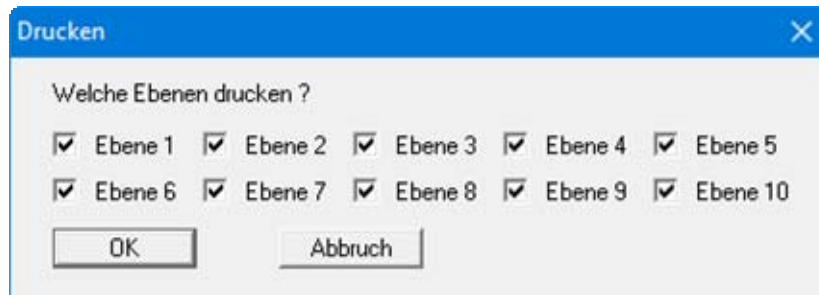 Drucken
Welche Ebenen drucken ?
Ebene 1 Ebene 2 Ebene 3 Ebene 4 Ebene 5
Ebene 6 Ebene 7 Ebene 8 Ebene 9 Ebene 10
OK Abbruch